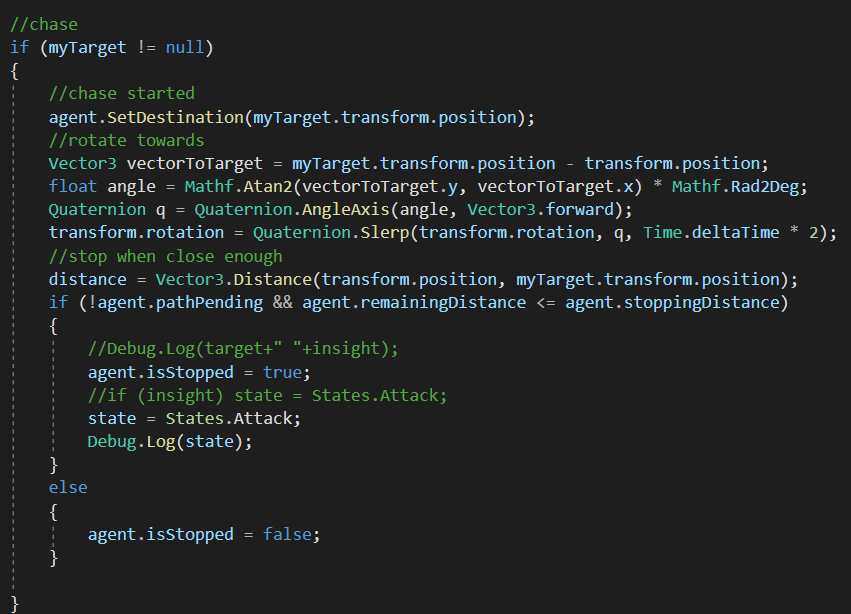 //chase
if (myTarget != null)
{
    //chase started
    agent.SetDestination(myTarget.transform.position);
    //rotate towards
    Vector3 vectorToTarget = myTarget.transform.position - transform.position;
    float angle = Mathf.Atan2(vectorToTarget.y, vectorToTarget.x) * Mathf.Rad2Deg;
    Quaternion q = Quaternion.AngleAxis(angle, Vector3.forward);
    transform.rotation = Quaternion.Slerp(transform.rotation, q, Time.deltaTime * 2);
    //stop when close enough
    distance = Vector3.Distance(transform.position, myTarget.transform.position);
    if (!agent.pathPending && agent.remainingDistance <= agent.stoppingDistance)
    {
        //Debug.Log(target+" "+insight);
        agent.isStopped = true;
        //if (insight) state = States.Attack;
        state = States.Attack;
        Debug.Log(state);
    }
    else
    {
        agent.isStopped = false;
    }
}